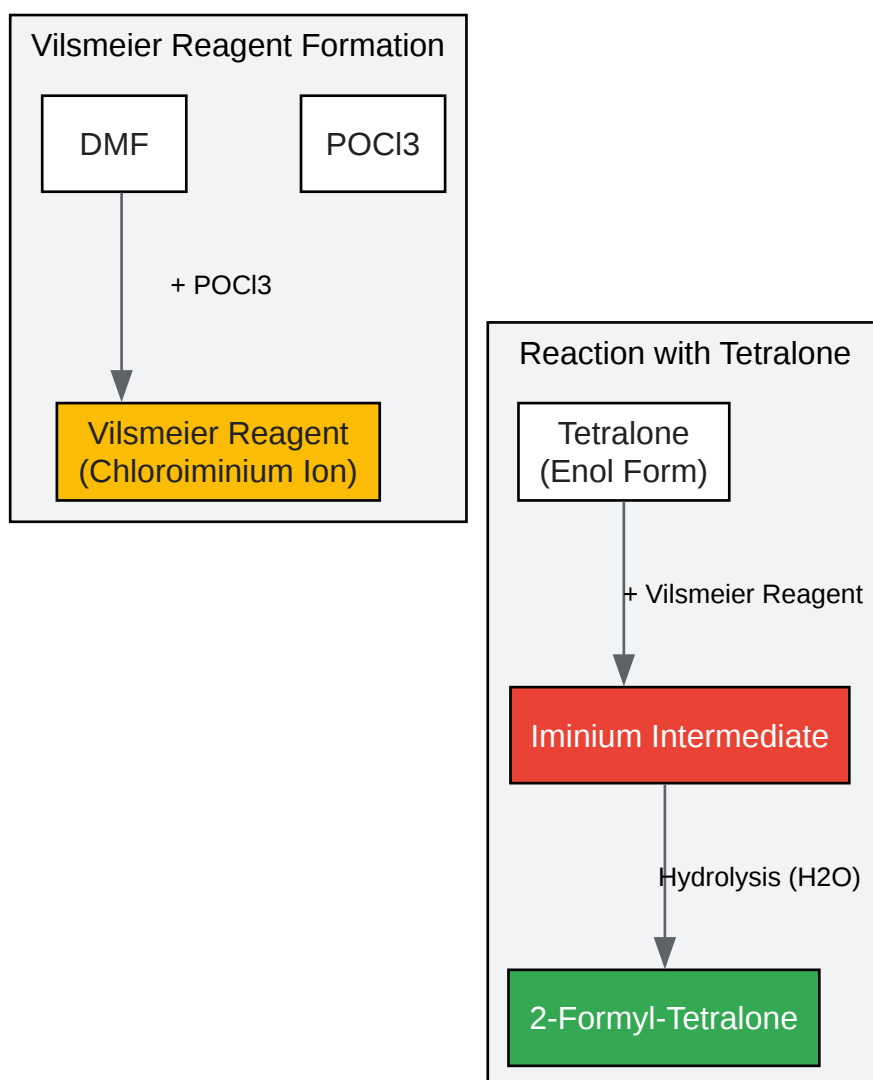 Vilsmeier Reagent Formation
DMF
POCl3
+ POCl3
Vilsmeier Reagent
(Chloroiminium Ion)
Reaction with Tetralone
Tetralone
(Enol Form)
+ Vilsmeier Reagent
Iminium Intermediate
Hydrolysis (H2O)
2-Formyl-Tetralone